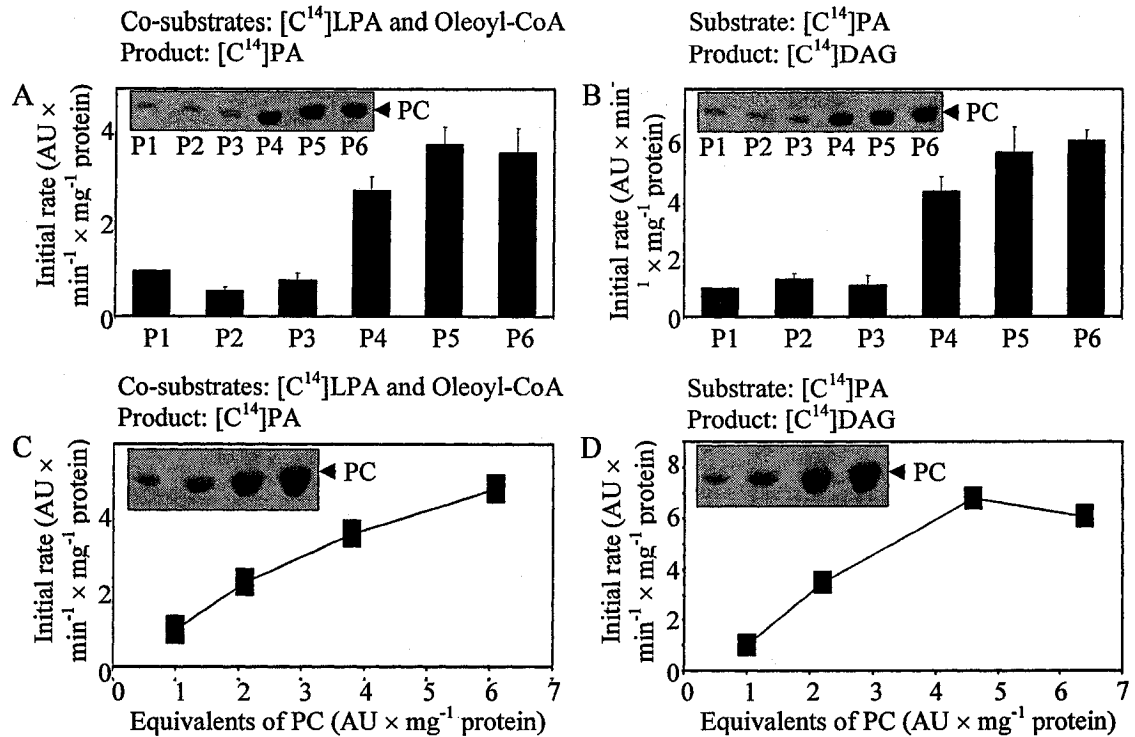 Co-substrates: [C¹⁴]LPA and Oleoyl-CoA
Product: [C¹⁴]PA
A
Initial rate (AU ×
min⁻¹ × mg⁻¹ protein)
4
2
0
PC
P1 P2 P3 P4 P5 P6
P1 P2 P3 P4 P5 P6
Substrate: [C¹⁴]PA
Product: [C¹⁴]DAG
B
Initial rate (AU × min⁻
¹ × mg⁻¹ protein)
6
4
2
0
PC
P1 P2 P3 P4 P5 P6
P1 P2 P3 P4 P5 P6
Co-substrates: [C¹⁴]LPA and Oleoyl-CoA
Product: [C¹⁴]PA
C
Initial rate (AU ×
min⁻¹ × mg⁻¹ protein)
4
2
0
PC
0 1 2 3 4 5 6 7
Equivalents of PC (AU × mg⁻¹ protein)
Substrate: [C¹⁴]PA
Product: [C¹⁴]DAG
D
Initial rate (AU ×
min⁻¹ × mg⁻¹ protein)
8
6
4
2
0
PC
0 1 2 3 4 5 6 7
Equivalents of PC (AU × mg⁻¹ protein)